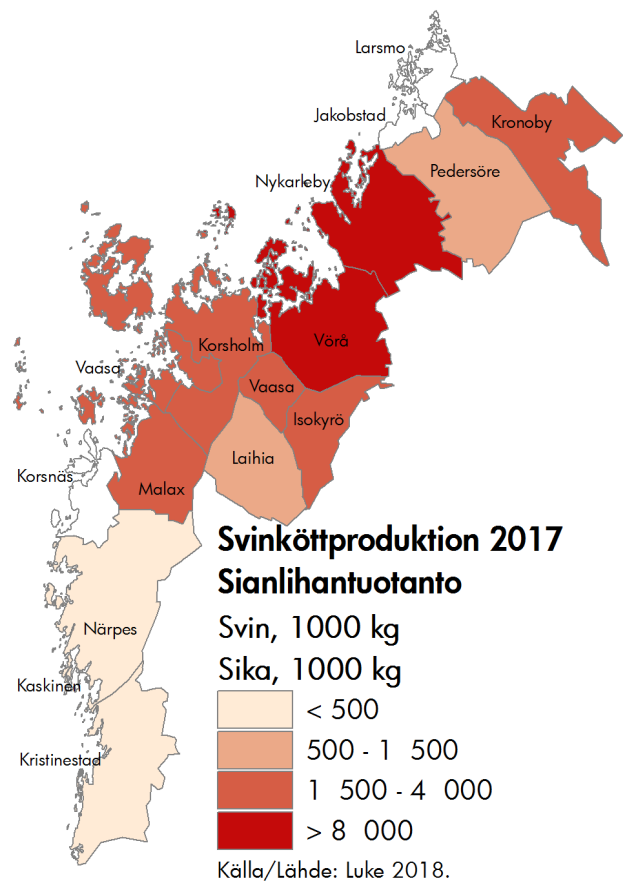 Larsmo
Jakobstad
Kronoby
Pedersöre
Nykarleby
Korsholm
Vörå
Vaasa
Vaasa
Isokyrö
Laihia
Korsnäs
Malax
Svinköttproduktion 2017
Sianlihantuotanto
Svin, 1000 kg
Sika, 1000 kg
Närpes
Kaskinen
Kristinestad
< 500
500 - 1 500
1 500 - 4 000
> 8 000
Källa/Lähde: Luke 2018.